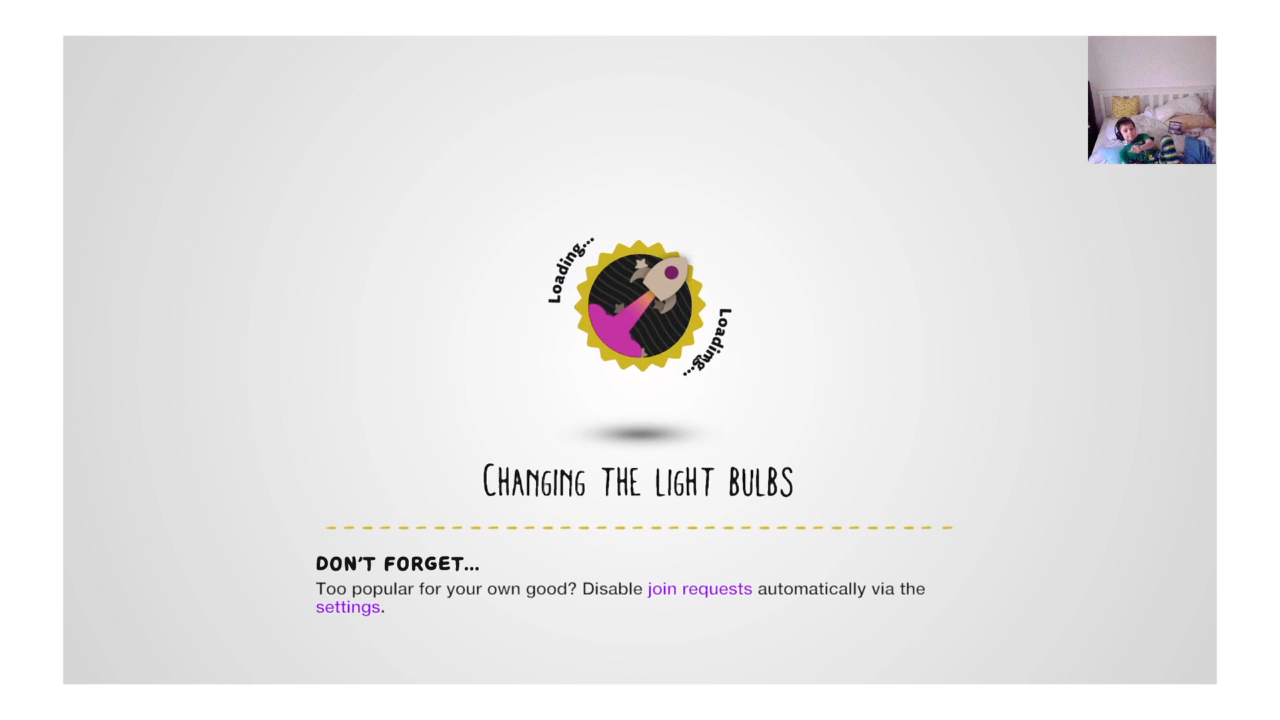 Loading...
Loading...
CHANGING THE LIGHT BULBS
DON'T FORGET...
Too popular for your own good? Disable join requests automatically via the
settings.